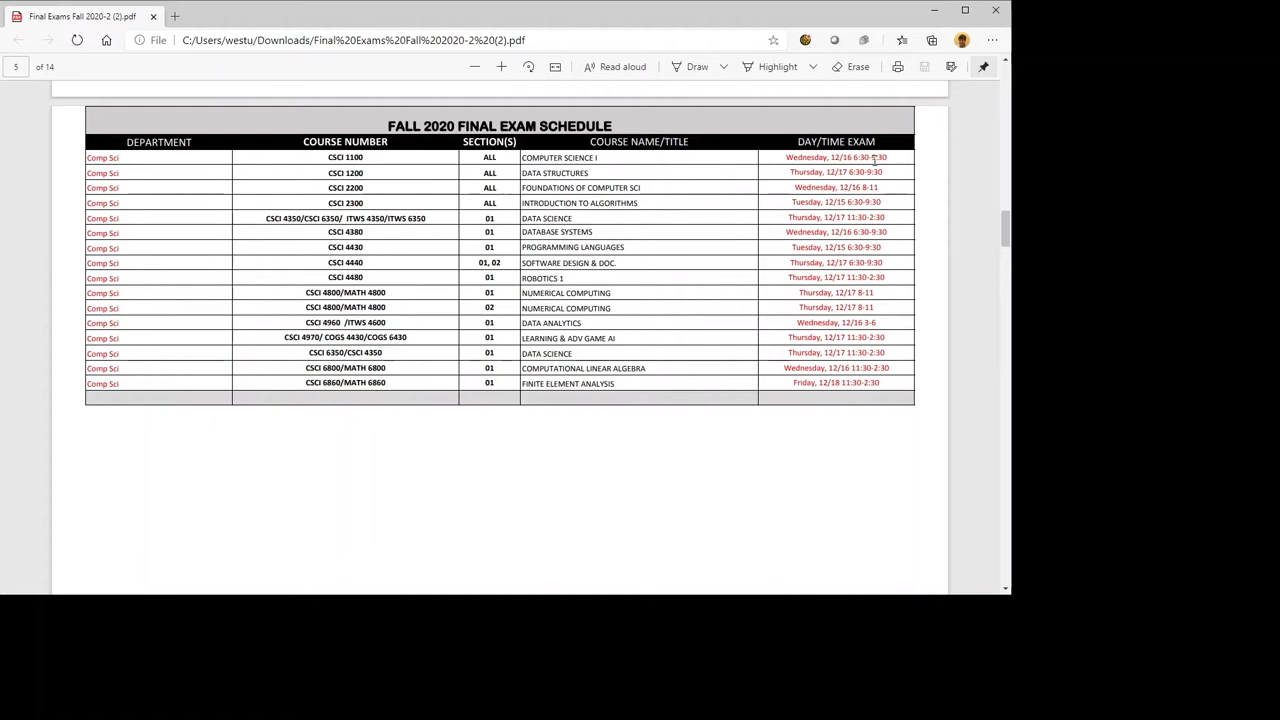 Final Exams Fall 2020-2 (2).pdf
File C:/Users/westu/Downloads/Final%20Exams%20Fall%202020-2%20(2).pdf
5 of 14 Read aloud Draw Highlight Erase
FALL 2020 FINAL EXAM SCHEDULE
DEPARTMENT COURSE NUMBER SECTION(S) COURSE NAME/TITLE DAY/TIME EXAM
Comp Sci CSCI 1100 ALL COMPUTER SCIENCE I Wednesday, 12/16 6:30-9:30
Comp Sci CSCI 1200 ALL DATA STRUCTURES Thursday, 12/17 6:30-9:30
Comp Sci CSCI 2200 ALL FOUNDATIONS OF COMPUTER SCI Wednesday, 12/16 8-11
Comp Sci CSCI 2300 ALL INTRODUCTION TO ALGORITHMS Tuesday, 12/15 6:30-9:30
Comp Sci CSCI 4350/CSCI 6350/ ITWS 4350/ITWS 6350 01 DATA SCIENCE Thursday, 12/17 11:30-2:30
Comp Sci CSCI 4380 01 DATABASE SYSTEMS Wednesday, 12/16 6:30-9:30
Comp Sci CSCI 4430 01 PROGRAMMING LANGUAGES Tuesday, 12/15 6:30-9:30
Comp Sci CSCI 4440 01, 02 SOFTWARE DESIGN & DOC. Thursday, 12/17 6:30-9:30
Comp Sci CSCI 4480 01 ROBOTICS 1 Thursday, 12/17 11:30-2:30
Comp Sci CSCI 4800/MATH 4800 01 NUMERICAL COMPUTING Thursday, 12/17 8-11
Comp Sci CSCI 4800/MATH 4800 02 NUMERICAL COMPUTING Thursday, 12/17 8-11
Comp Sci CSCI 4960 /ITWS 4600 01 DATA ANALYTICS Wednesday, 12/16 3-6
Comp Sci CSCI 4970/ COGS 4430/COGS 6430 01 LEARNING & ADV GAME AI Thursday, 12/17 11:30-2:30
Comp Sci CSCI 6350/CSCI 4350 01 DATA SCIENCE Thursday, 12/17 11:30-2:30
Comp Sci CSCI 6800/MATH 6800 01 COMPUTATIONAL LINEAR ALGEBRA Wednesday, 12/16 11:30-2:30
Comp Sci CSCI 6860/MATH 6860 01 FINITE ELEMENT ANALYSIS Friday, 12/18 11:30-2:30